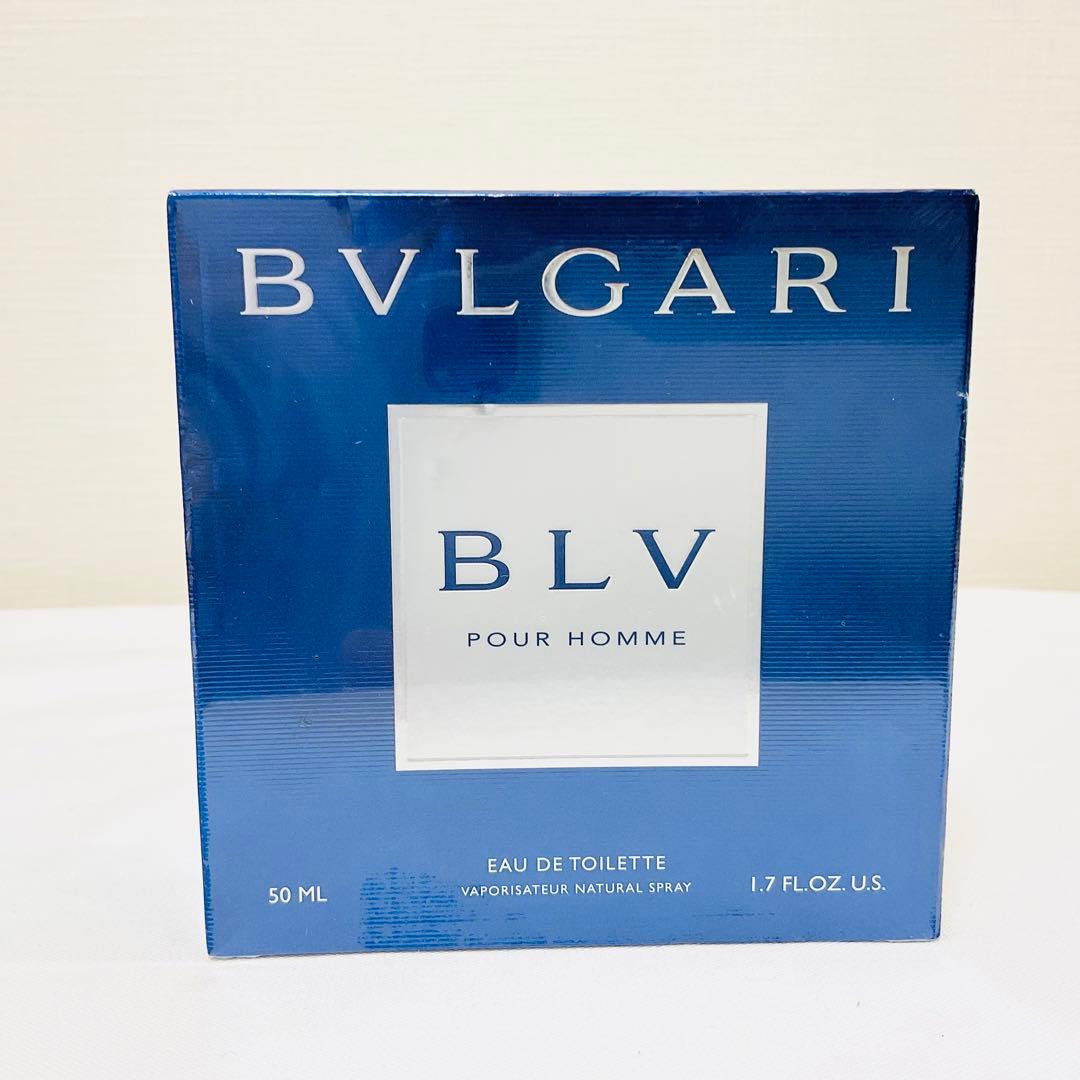 BVLGARI
BLV
POUR HOMME
EAU DE TOILETTE
VAPORISATEUR NATURAL SPRAY
50 ML
1.7 FL.OZ. U.S.